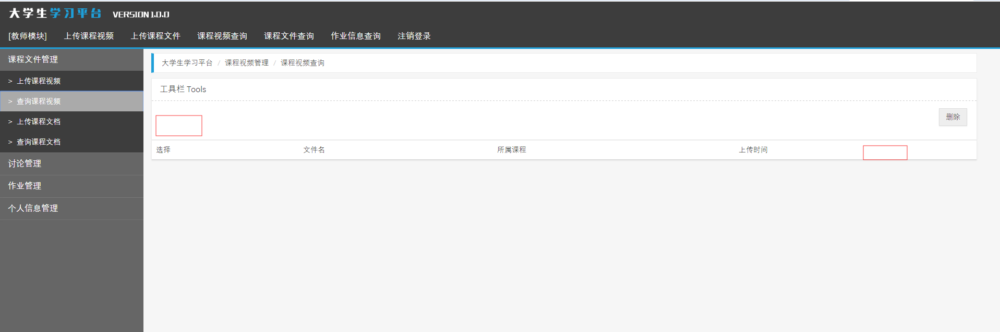 大学生学习平台 VERSION 1.0.0
[教师模块] 上传课程视频 上传课程文件 课程视频查询 课程文件查询 作业信息查询 注销登录
课程文件管理
> 上传课程视频
> 查询课程视频
> 上传课程文档
> 查询课程文档
讨论管理
作业管理
个人信息管理
大学生学习平台 / 课程视频管理 / 课程视频查询
工具栏 Tools
删除
选择 文件名 所属课程 上传时间